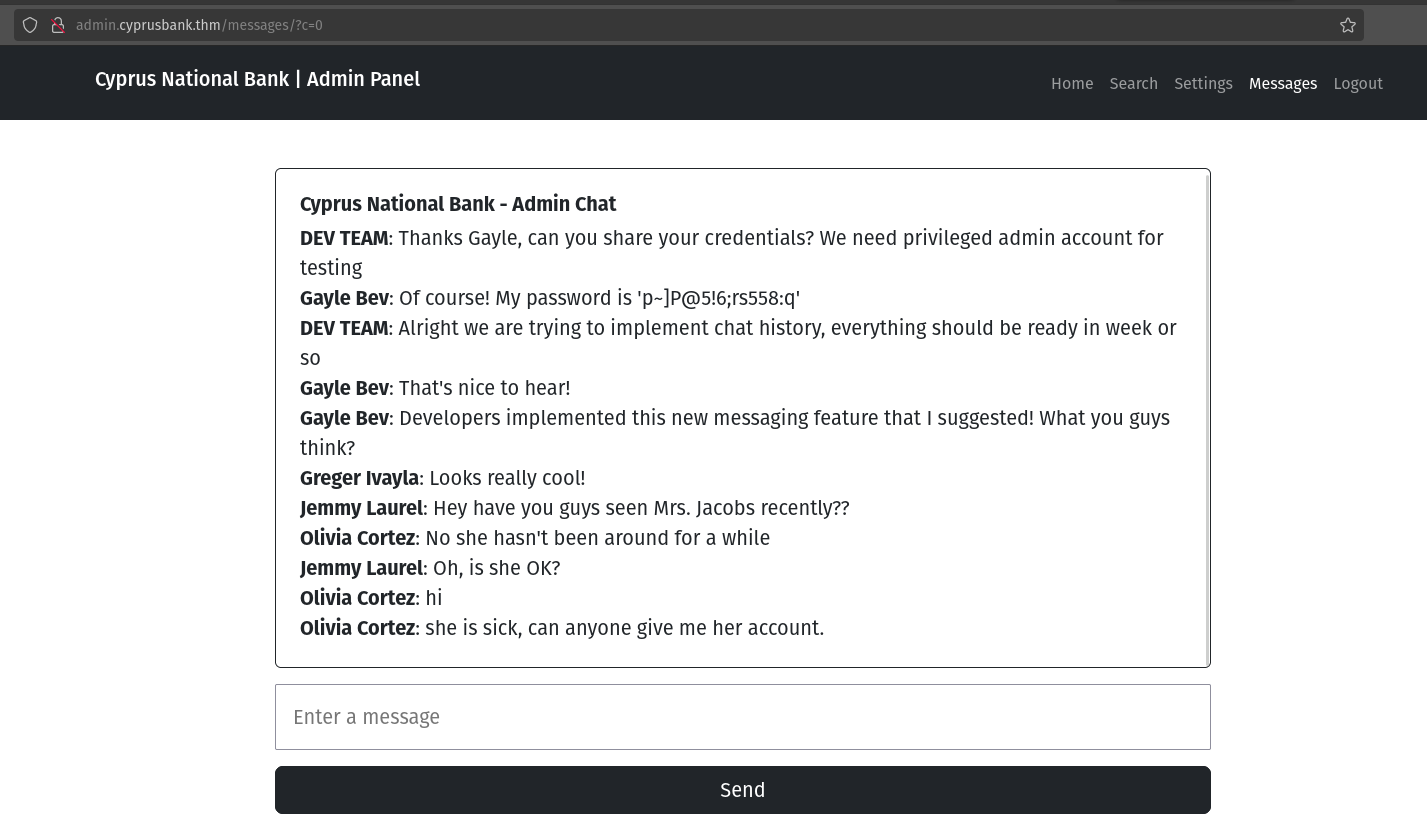 admin.cyprusbank.thm/messages/?c=0
Cyprus National Bank | Admin Panel
Home Search Settings Messages Logout
Cyprus National Bank - Admin Chat
DEV TEAM: Thanks Gayle, can you share your credentials? We need privileged admin account for
testing
Gayle Bev: Of course! My password is 'p~]P@5!6;rs558:q'
DEV TEAM: Alright we are trying to implement chat history, everything should be ready in week or
so
Gayle Bev: That's nice to hear!
Gayle Bev: Developers implemented this new messaging feature that I suggested! What you guys
think?
Greger Ivayla: Looks really cool!
Jemmy Laurel: Hey have you guys seen Mrs. Jacobs recently??
Olivia Cortez: No she hasn't been around for a while
Jemmy Laurel: Oh, is she OK?
Olivia Cortez: hi
Olivia Cortez: she is sick, can anyone give me her account.
Enter a message
Send